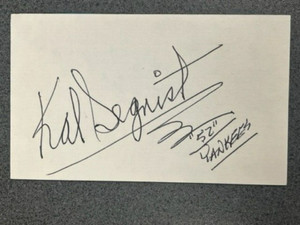 Kal Segrist
"52"
YANKEES